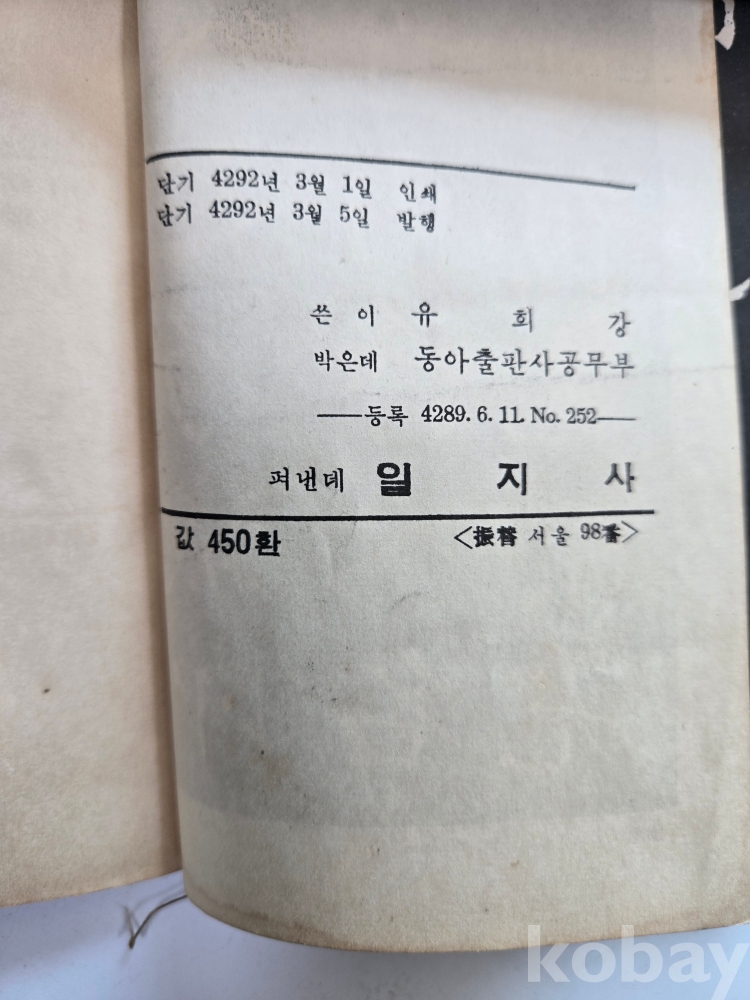 단기 4292년 3월 1일 인쇄
단기 4292년 3월 5일 발행
쓴 이 유 희 강
박은데 동아출판사공무부
──등록 4289. 6. 11. No. 252──
펴낸데 일 지 사
값 450환
<振替 서울 98番>
kobay